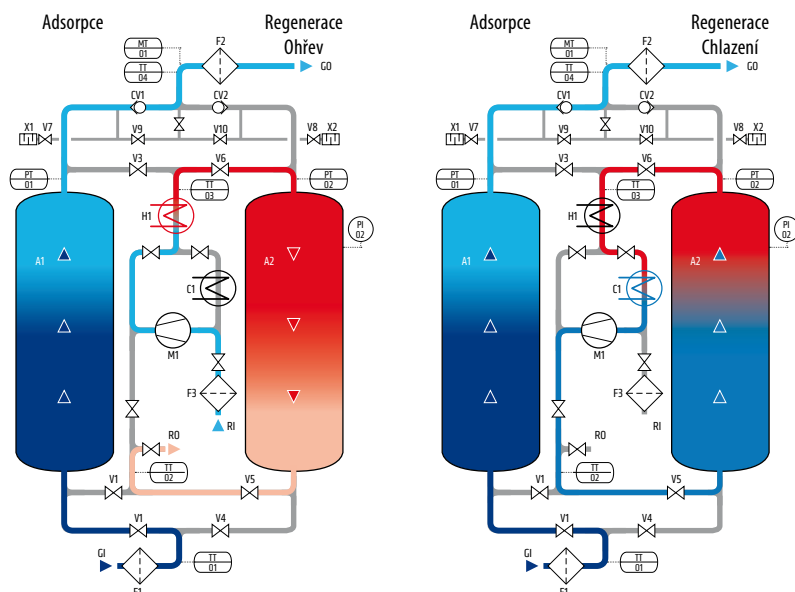 Adsorpce
Regenerace
Ohřev
F2
MT
01
TT
04
GO
CV1
CV2
X1
V7
V9
V10
V8
X2
V3
V6
PT
01
TT
03
PT
02
H1
PI
02
A1
A2
C1
M1
F3
RI
RO
TT
02
V1
V5
V1
V4
GI
TT
01
F1
Adsorpce
Regenerace
Chlazení
F2
MT
01
TT
04
GO
CV1
CV2
X1
V7
V9
V10
V8
X2
V3
V6
PT
01
TT
03
PT
02
H1
PI
02
A1
A2
C1
M1
F3
RI
RO
TT
02
V1
V5
V1
V4
GI
TT
01
F1